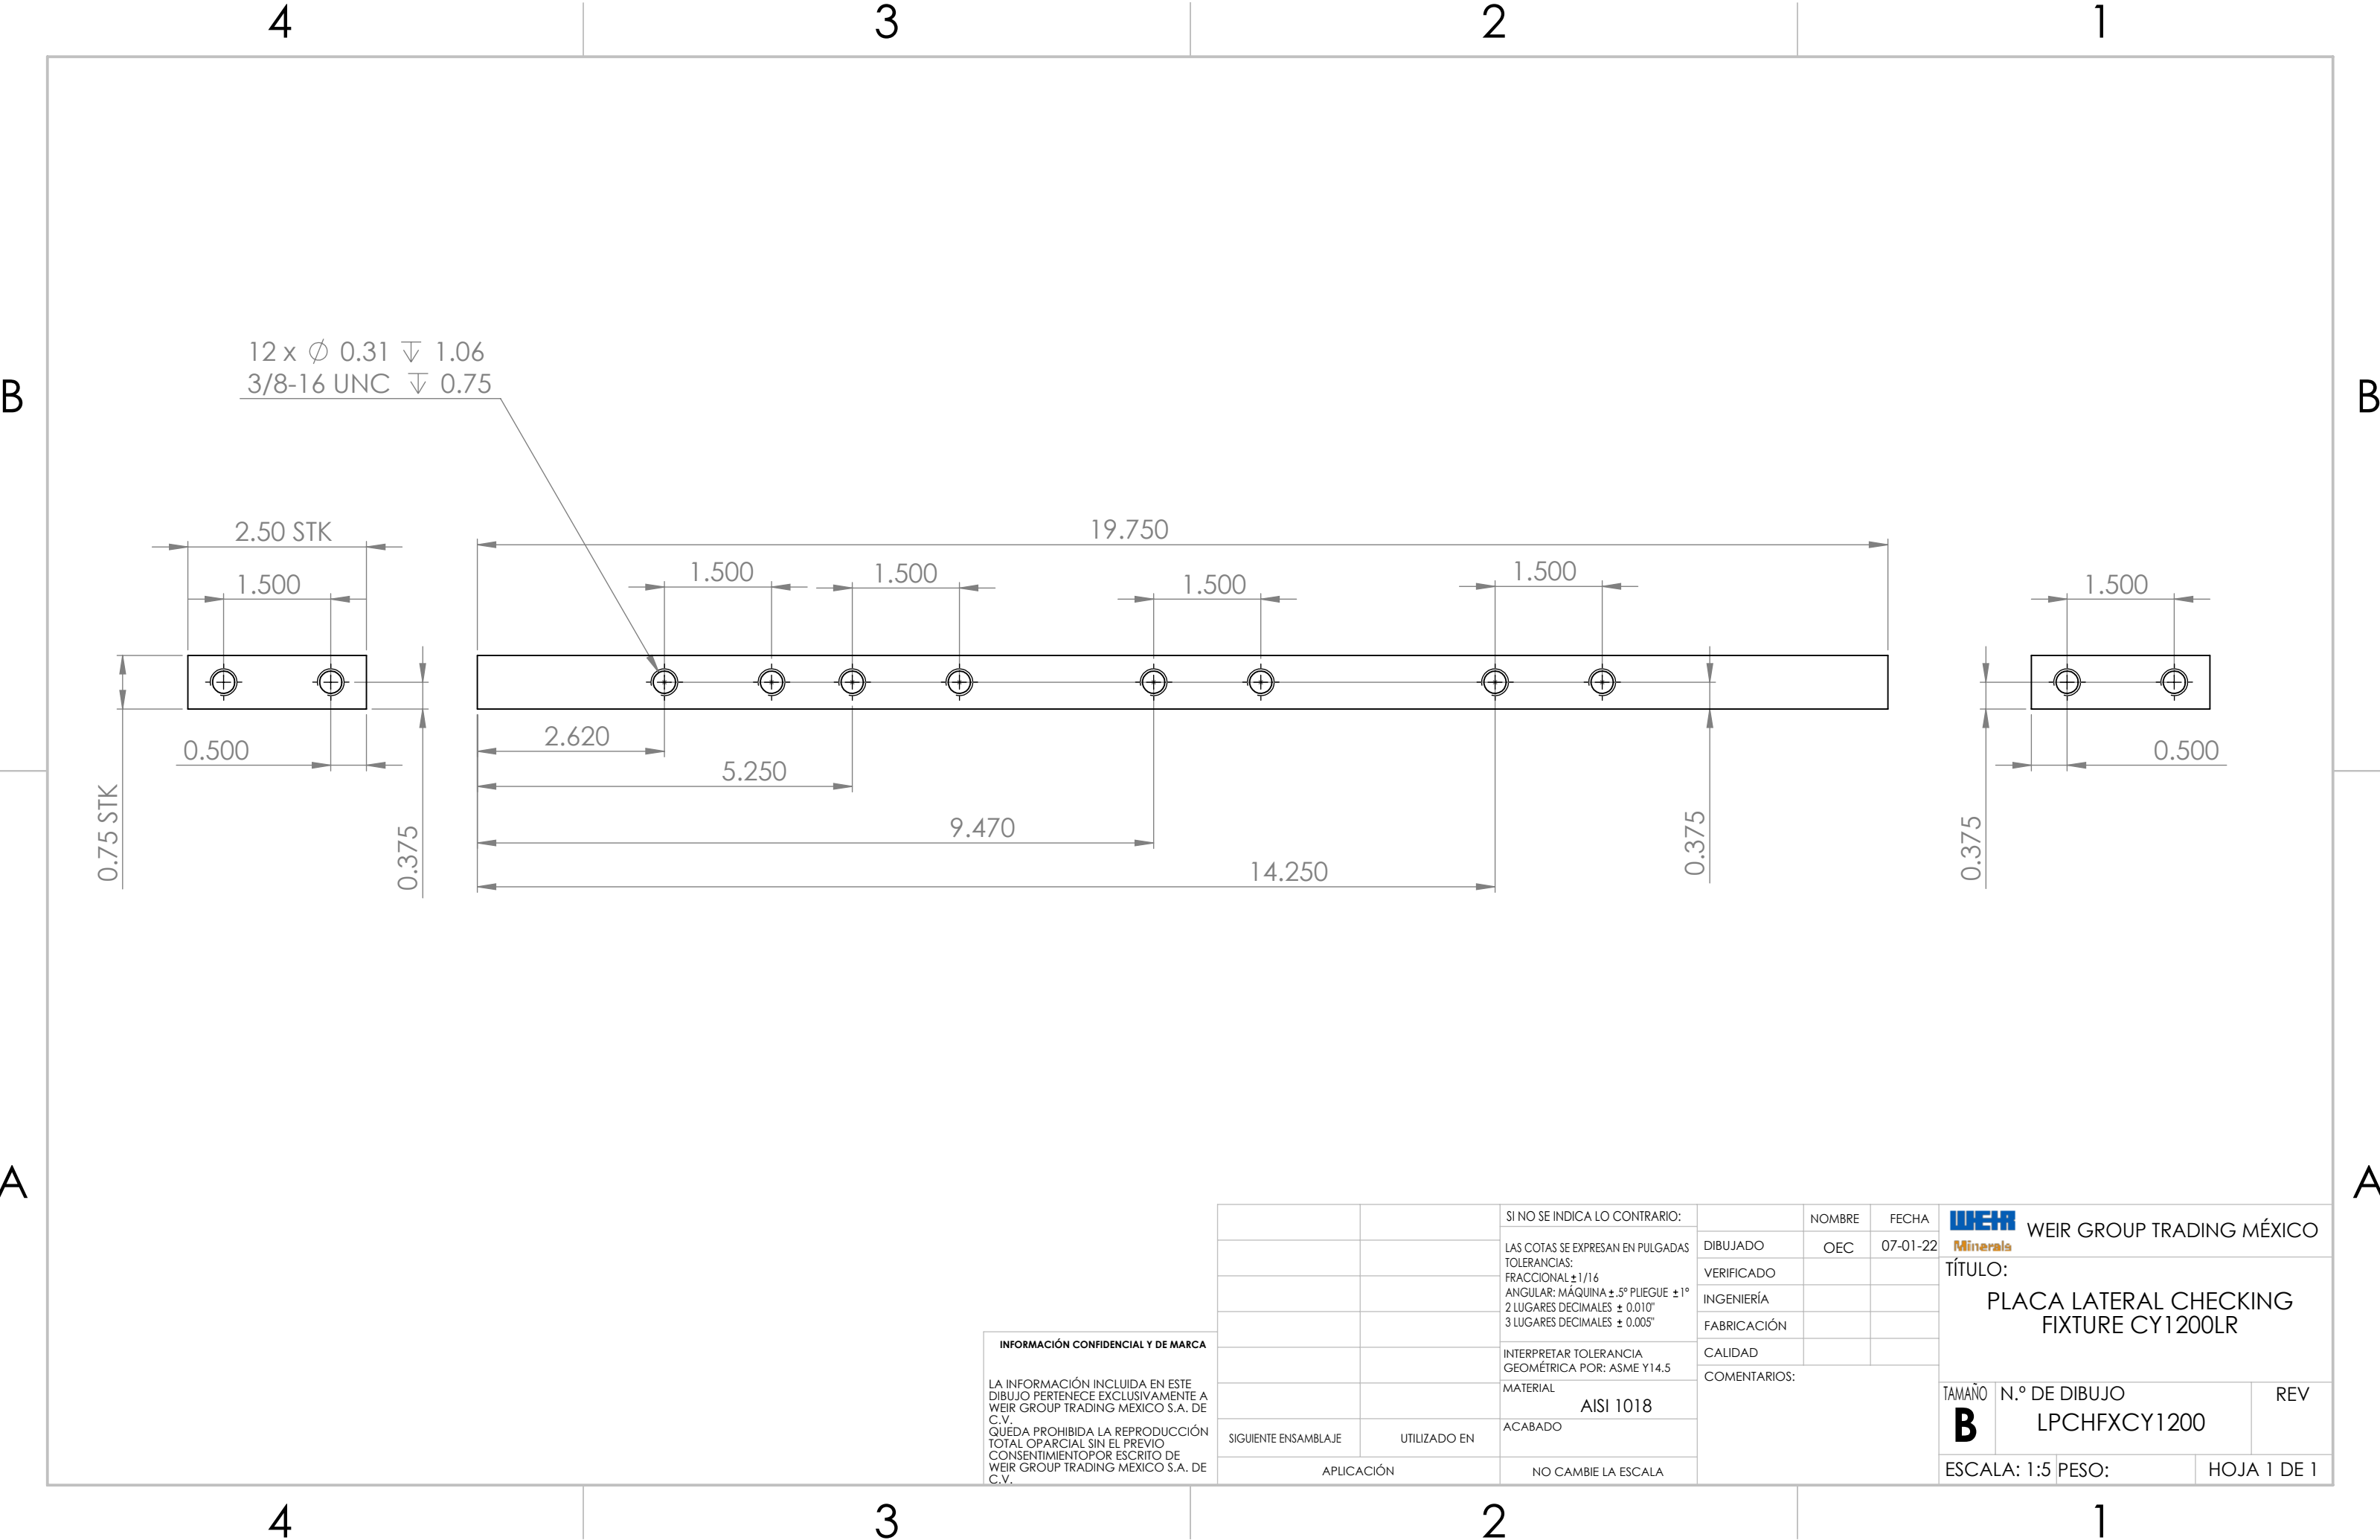 4 3 2 1
12 x ∅ 0.31 ↧ 1.06
3/8-16 UNC ↧ 0.75
B B
2.50 STK
19.750
1.500 1.500 1.500 1.500 1.500 1.500
2.620
0.500 0.500
5.250
0.75 STK
9.470
0.375 0.375 0.375
14.250
A A
SI NO SE INDICA LO CONTRARIO:
LAS COTAS SE EXPRESAN EN PULGADAS
TOLERANCIAS:
FRACCIONAL ±1/16
ANGULAR: MÁQUINA ± .5° PLIEGUE ±1°
2 LUGARES DECIMALES ± 0.010"
3 LUGARES DECIMALES ± 0.005"
INTERPRETAR TOLERANCIA
GEOMÉTRICA POR: ASME Y14.5
MATERIAL
AISI 1018
ACABADO
NO CAMBIE LA ESCALA
NOMBRE FECHA
DIBUJADO OEC 07-01-22
VERIFICADO
INGENIERÍA
FABRICACIÓN
CALIDAD
COMENTARIOS:
WEIR
Minerals
WEIR GROUP TRADING MÉXICO
TÍTULO:
PLACA LATERAL CHECKING
FIXTURE CY1200LR
TAMAÑO N.º DE DIBUJO REV
B LPCHFXCY1200
ESCALA: 1:5 PESO: HOJA 1 DE 1
INFORMACIÓN CONFIDENCIAL Y DE MARCA
LA INFORMACIÓN INCLUIDA EN ESTE
DIBUJO PERTENECE EXCLUSIVAMENTE A
WEIR GROUP TRADING MEXICO S.A. DE
C.V.
QUEDA PROHIBIDA LA REPRODUCCIÓN
TOTAL OPARCIAL SIN EL PREVIO
CONSENTIMIENTOPOR ESCRITO DE
WEIR GROUP TRADING MEXICO S.A. DE
C.V.
SIGUIENTE ENSAMBLAJE UTILIZADO EN
APLICACIÓN
4 3 2 1